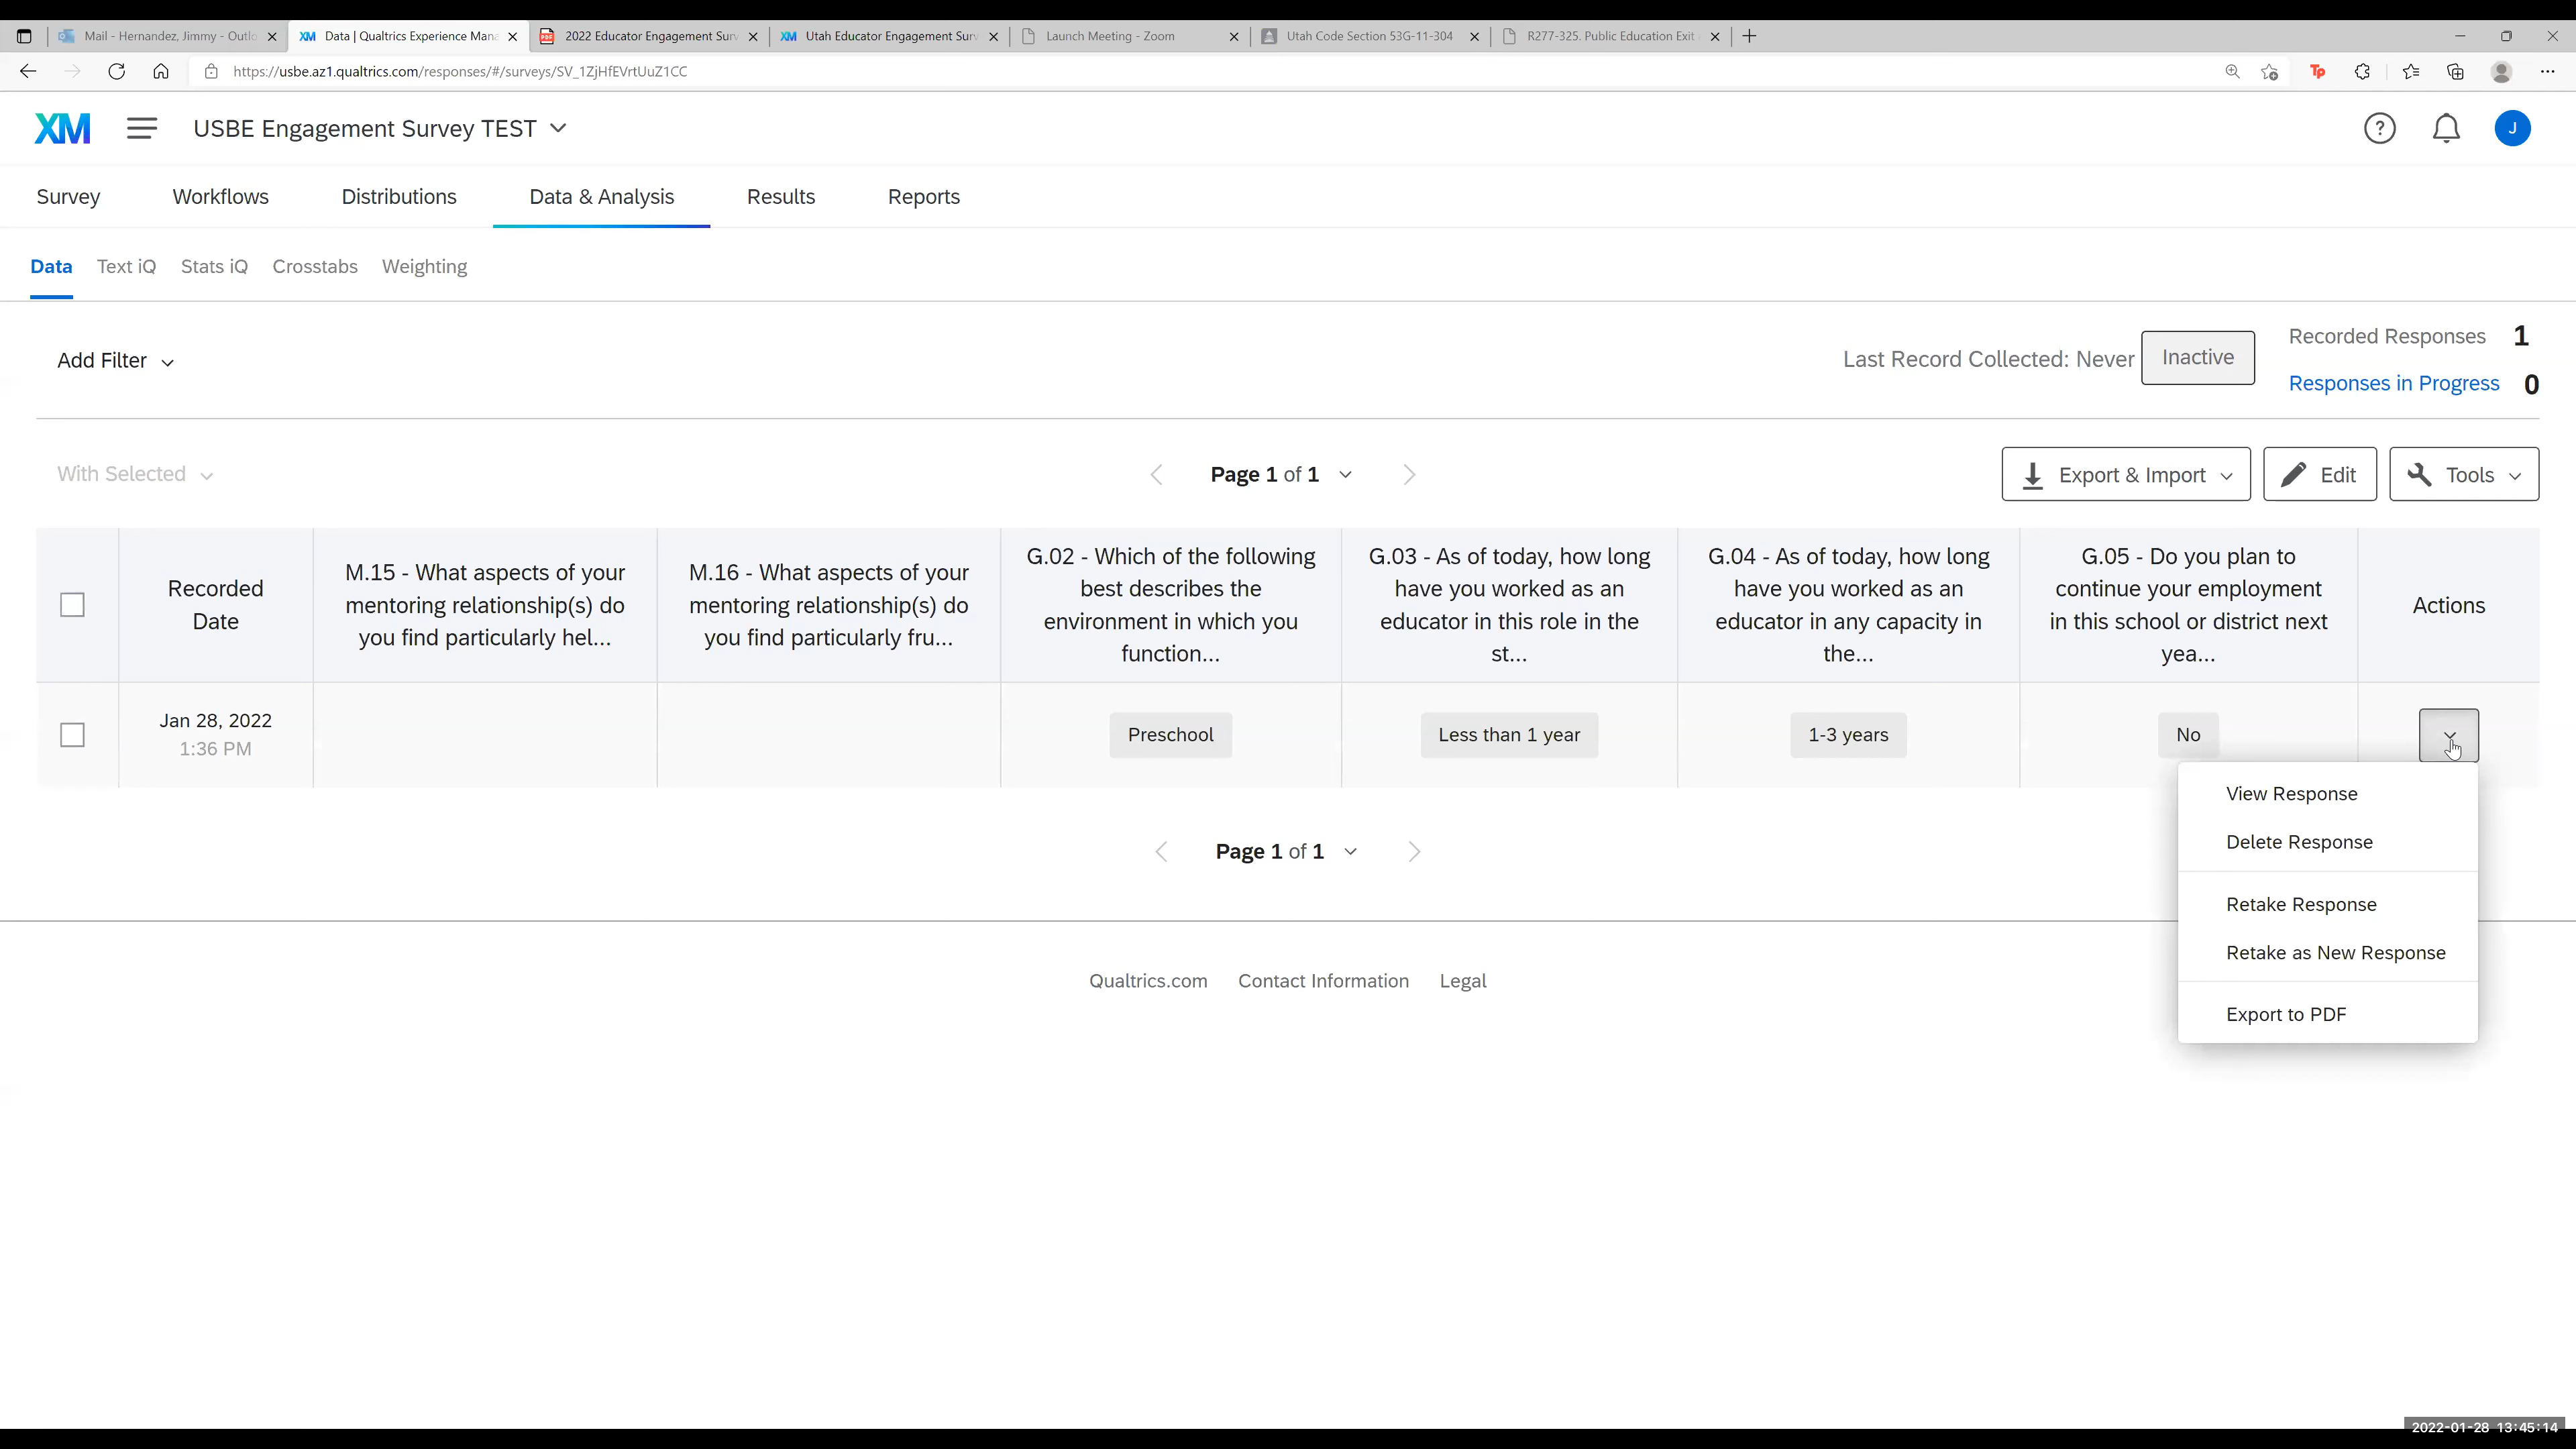 Mail - Hernandez, Jimmy - Outlo
Data | Qualtrics Experience Mana
2022 Educator Engagement Surv
Utah Educator Engagement Surv
Launch Meeting - Zoom
Utah Code Section 53G-11-304
R277-325. Public Education Exit
https://usbe.az1.qualtrics.com/responses/#/surveys/SV_1ZjHfEVrtUuZ1CC
XM
USBE Engagement Survey TEST
J
Survey
Workflows
Distributions
Data & Analysis
Results
Reports
Data
Text iQ
Stats iQ
Crosstabs
Weighting
Add Filter
Last Record Collected: Never
Inactive
Recorded Responses 1
Responses in Progress 0
With Selected
Page 1 of 1
Export & Import
Edit
Tools
Recorded
Date
M.15 - What aspects of your
mentoring relationship(s) do
you find particularly hel...
M.16 - What aspects of your
mentoring relationship(s) do
you find particularly fru...
G.02 - Which of the following
best describes the
environment in which you
function...
G.03 - As of today, how long
have you worked as an
educator in this role in the
st...
G.04 - As of today, how long
have you worked as an
educator in any capacity in
the...
G.05 - Do you plan to
continue your employment
in this school or district next
yea...
Actions
Jan 28, 2022
1:36 PM
Preschool
Less than 1 year
1-3 years
No
View Response
Delete Response
Retake Response
Retake as New Response
Export to PDF
Page 1 of 1
Qualtrics.com
Contact Information
Legal
2022-01-28 13:45:14